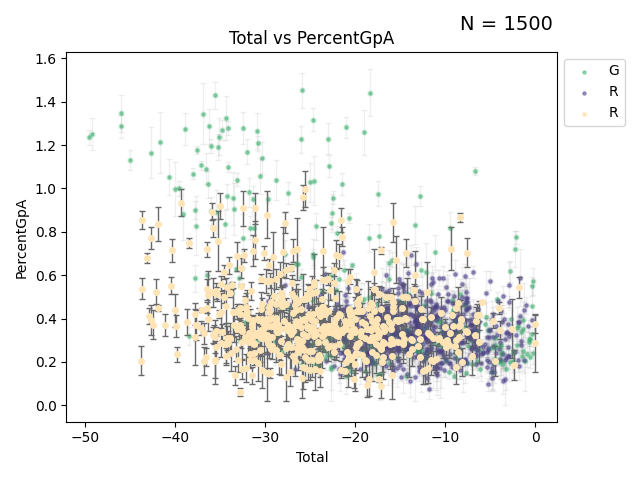 N = 1500
Total vs PercentGpA
G
R
R
PercentGpA
1.6
1.4
1.2
1.0
0.8
0.6
0.4
0.2
0.0
−50 −40 −30 −20 −10 0
Total